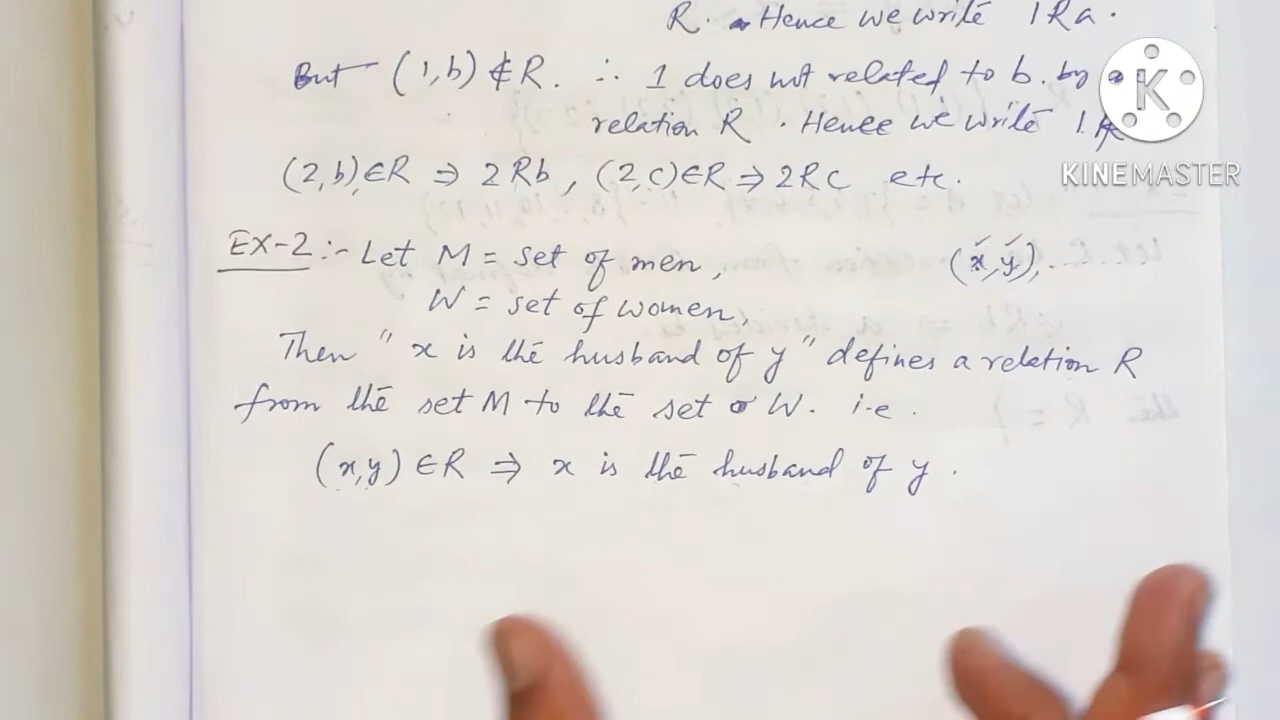 R. Hence we write 1Ra.
But (1,b) ∉ R. ∴ 1 does not related to b. by a
relation R. Hence we write 1
(2,b)∈R ⇒ 2Rb, (2,c)∈R ⇒ 2Rc etc.
EX-2:- Let M = set of men, (x,y),...
W = set of women,
Then "x is the husband of y" defines a relation R
from the set M to the set W. i.e.
(x,y) ∈R ⇒ x is the husband of y.
K
KINEMASTER